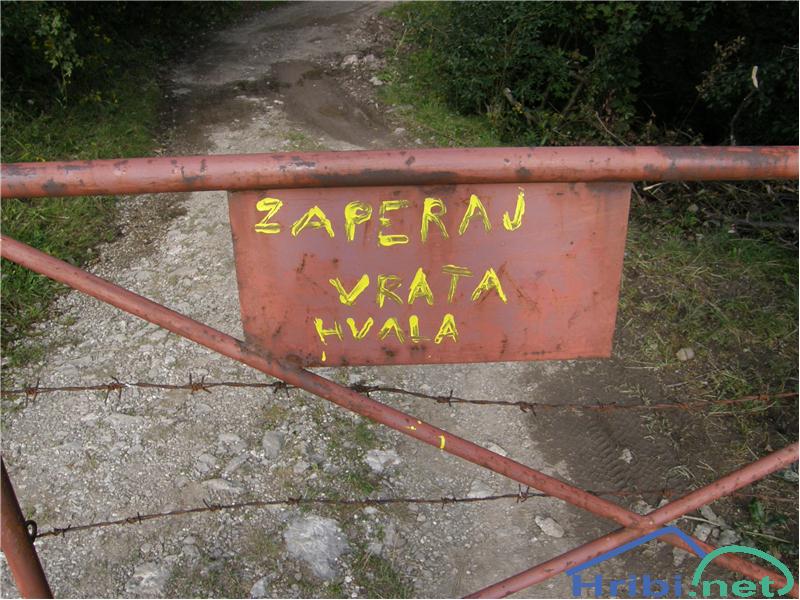 ZAPERAJ
VRATA
HVALA
Hribi.net